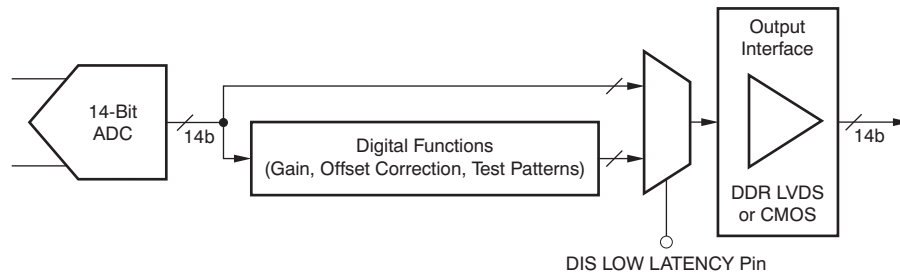 14-Bit
ADC
14b
Digital Functions
(Gain, Offset Correction, Test Patterns)
DIS LOW LATENCY Pin
Output
Interface
DDR LVDS
or CMOS
14b